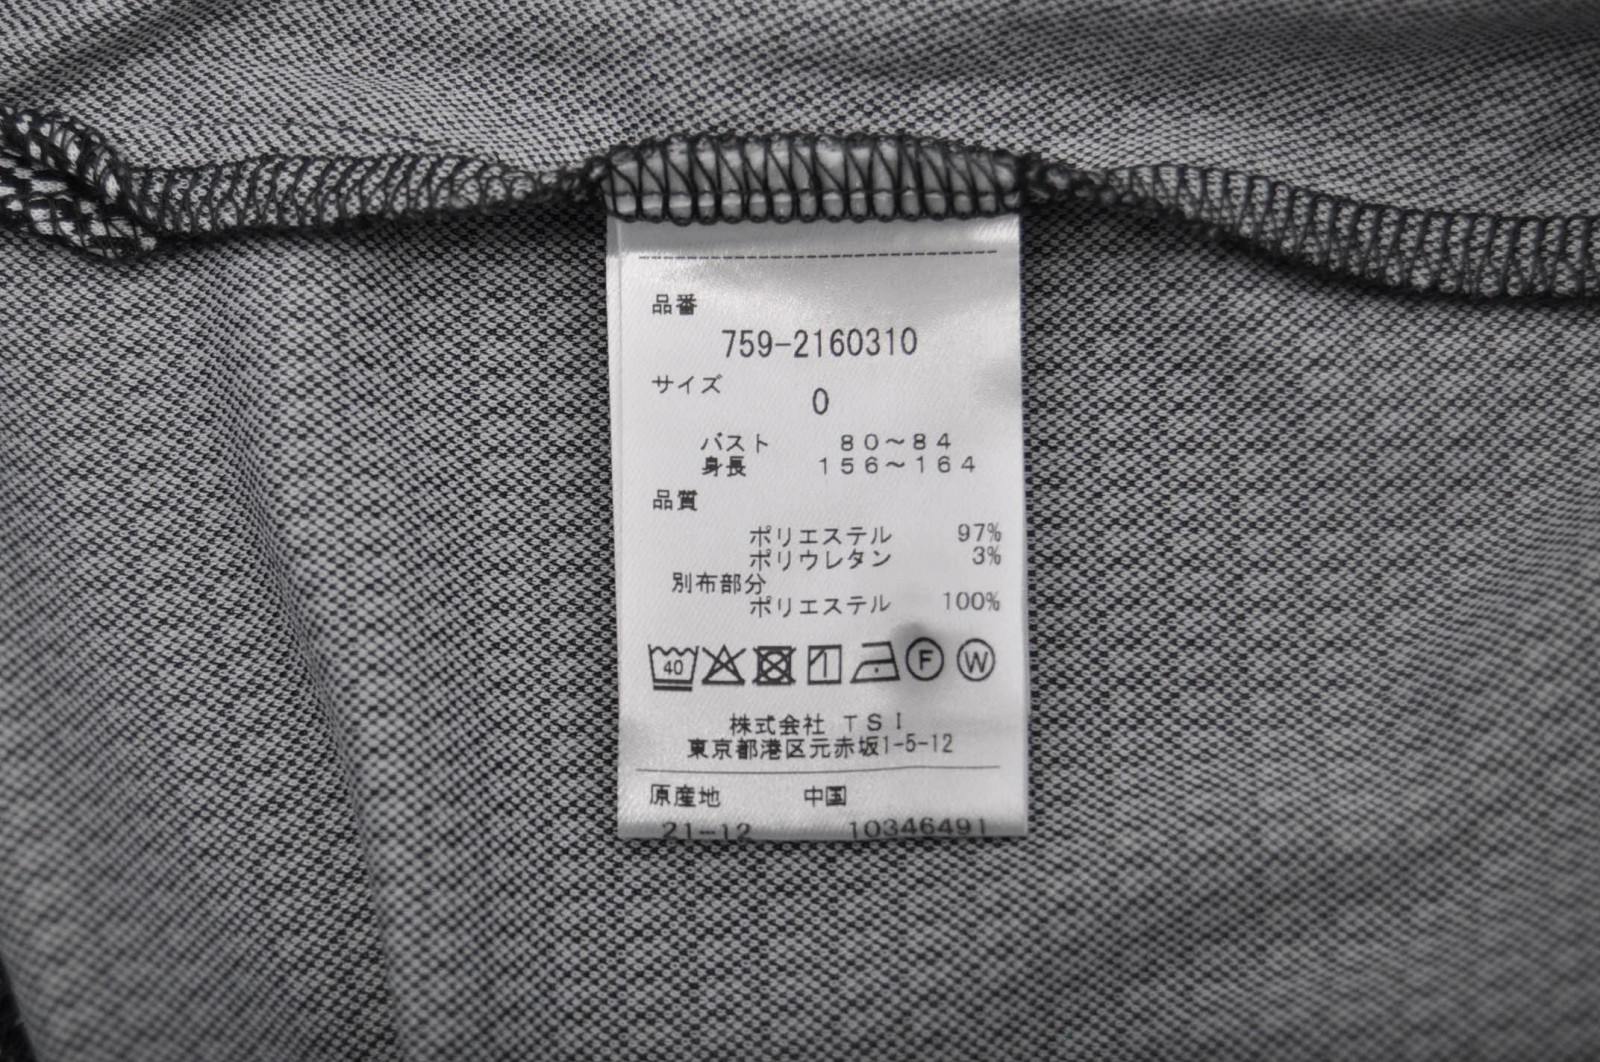 品番
759-2160310
サイズ
0
バスト 80~84
身長 156~164
品質
ポリエステル 97%
ポリウレタン 3%
別布部分
ポリエステル 100%
40 F W
株式会社 TSI
東京都港区元赤坂1-5-12
原産地 中国
21-12 10346491